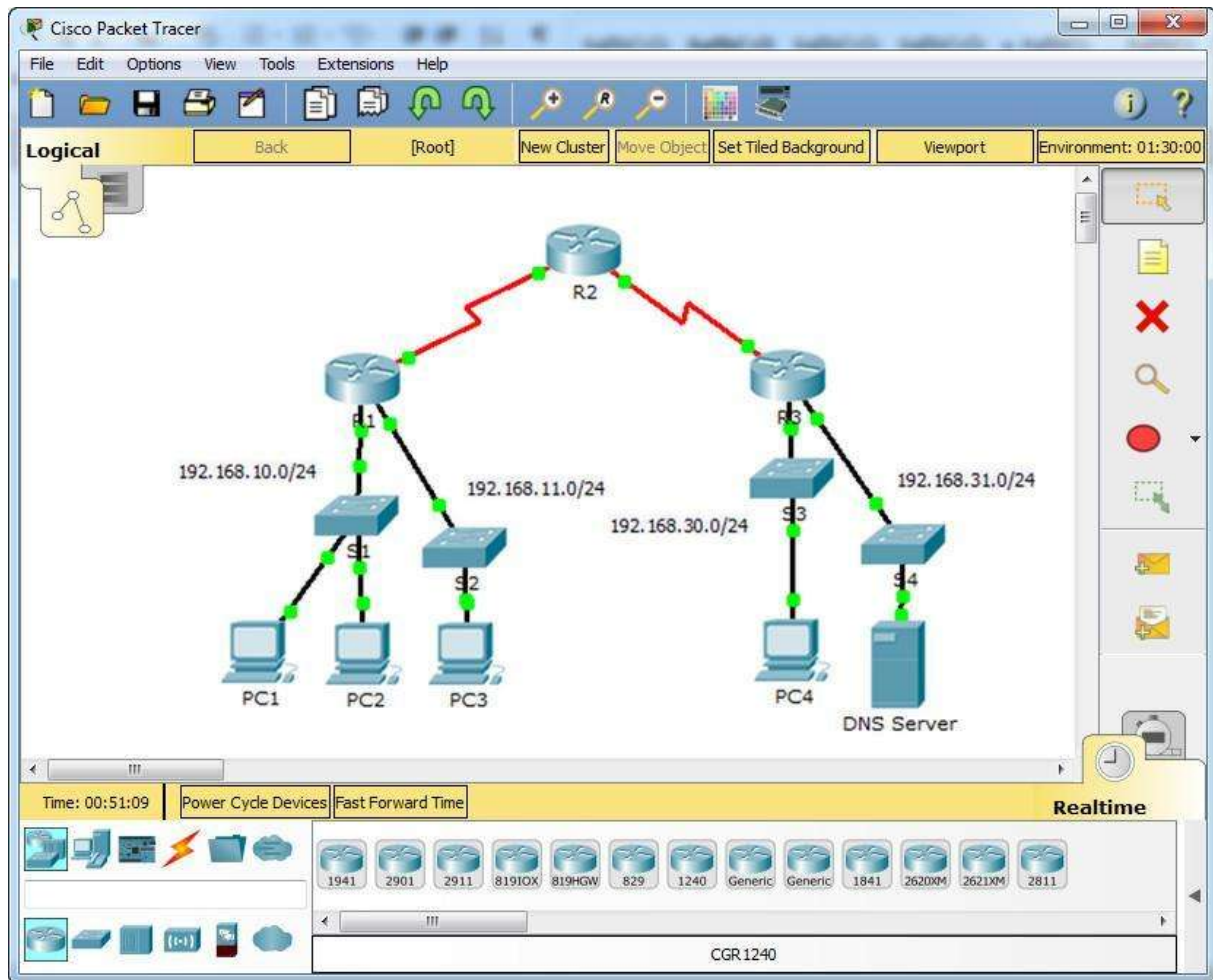 Cisco Packet Tracer
File Edit Options View Tools Extensions Help
Logical Back [Root] New Cluster Move Object Set Tiled Background Viewport Environment: 01:30:00
R2
R1
R3
192.168.10.0/24
192.168.11.0/24
192.168.30.0/24
192.168.31.0/24
S1
S2
S3
S4
PC1
PC2
PC3
PC4
DNS Server
Time: 00:51:09 Power Cycle Devices Fast Forward Time Realtime
1941 2901 2911 819IOX 819HGW 829 1240 Generic Generic 1841 2620XM 2621XM 2811
CGR1240